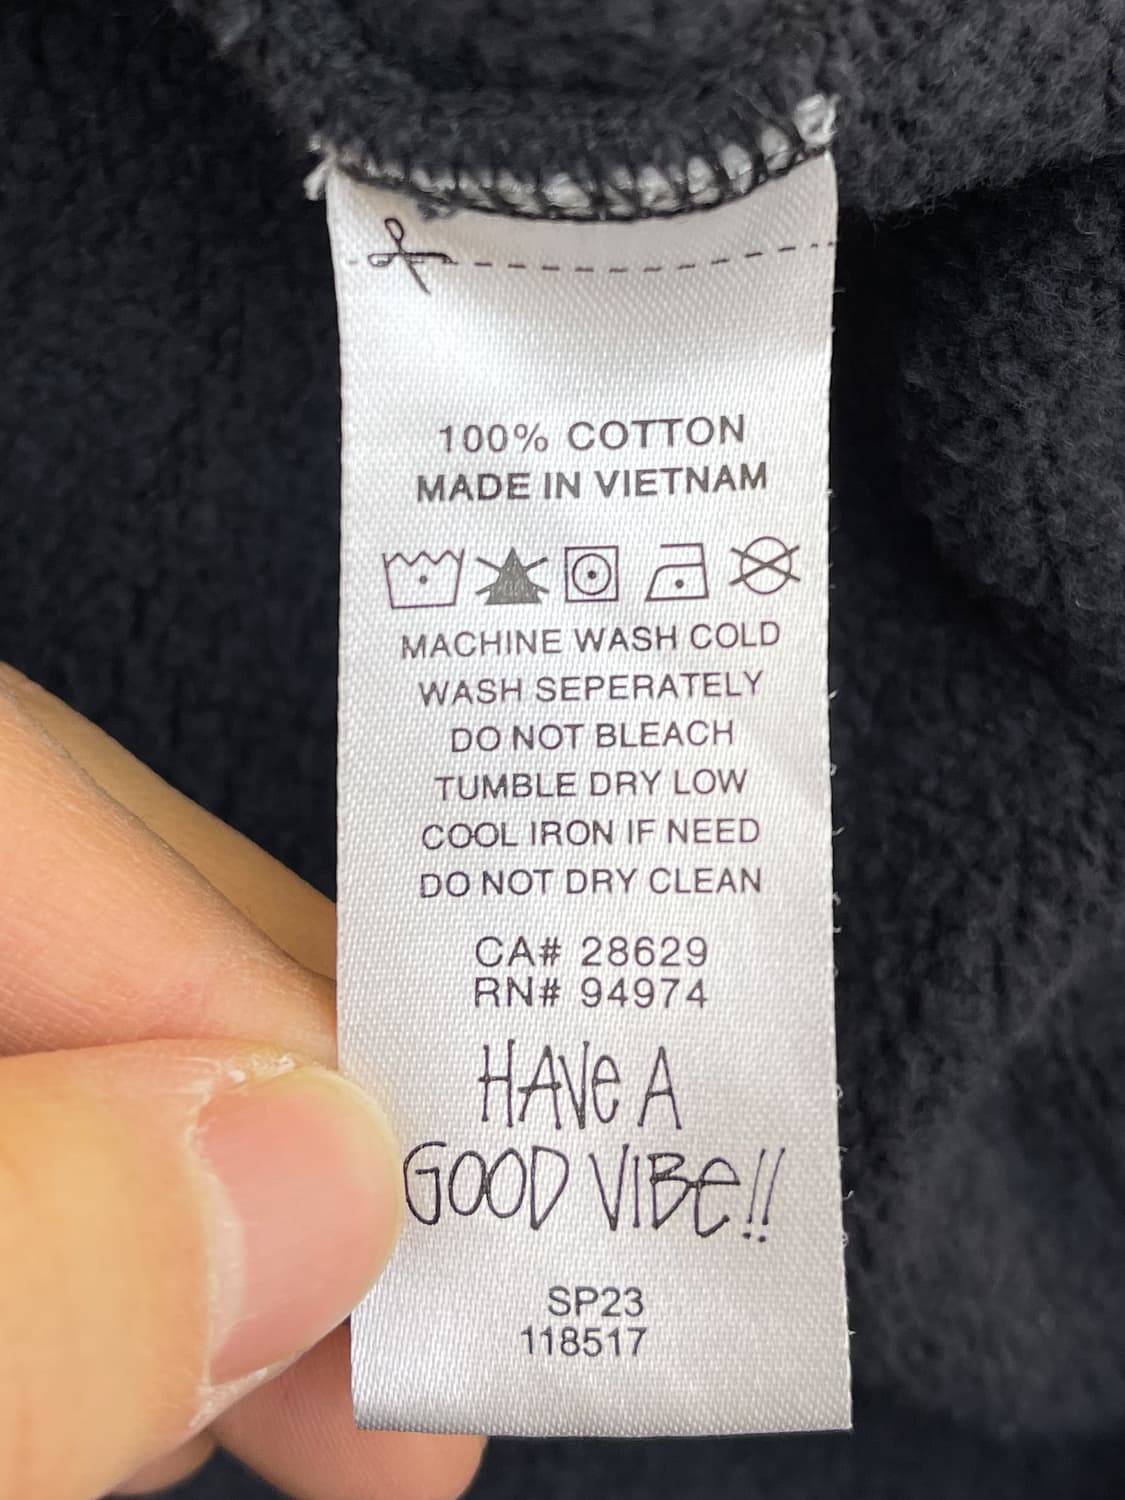 100% COTTON
MADE IN VIETNAM
MACHINE WASH COLD
WASH SEPERATELY
DO NOT BLEACH
TUMBLE DRY LOW
COOL IRON IF NEED
DO NOT DRY CLEAN
CA# 28629
RN# 94974
HAVe A
GOOD VIBe!!
SP23
118517